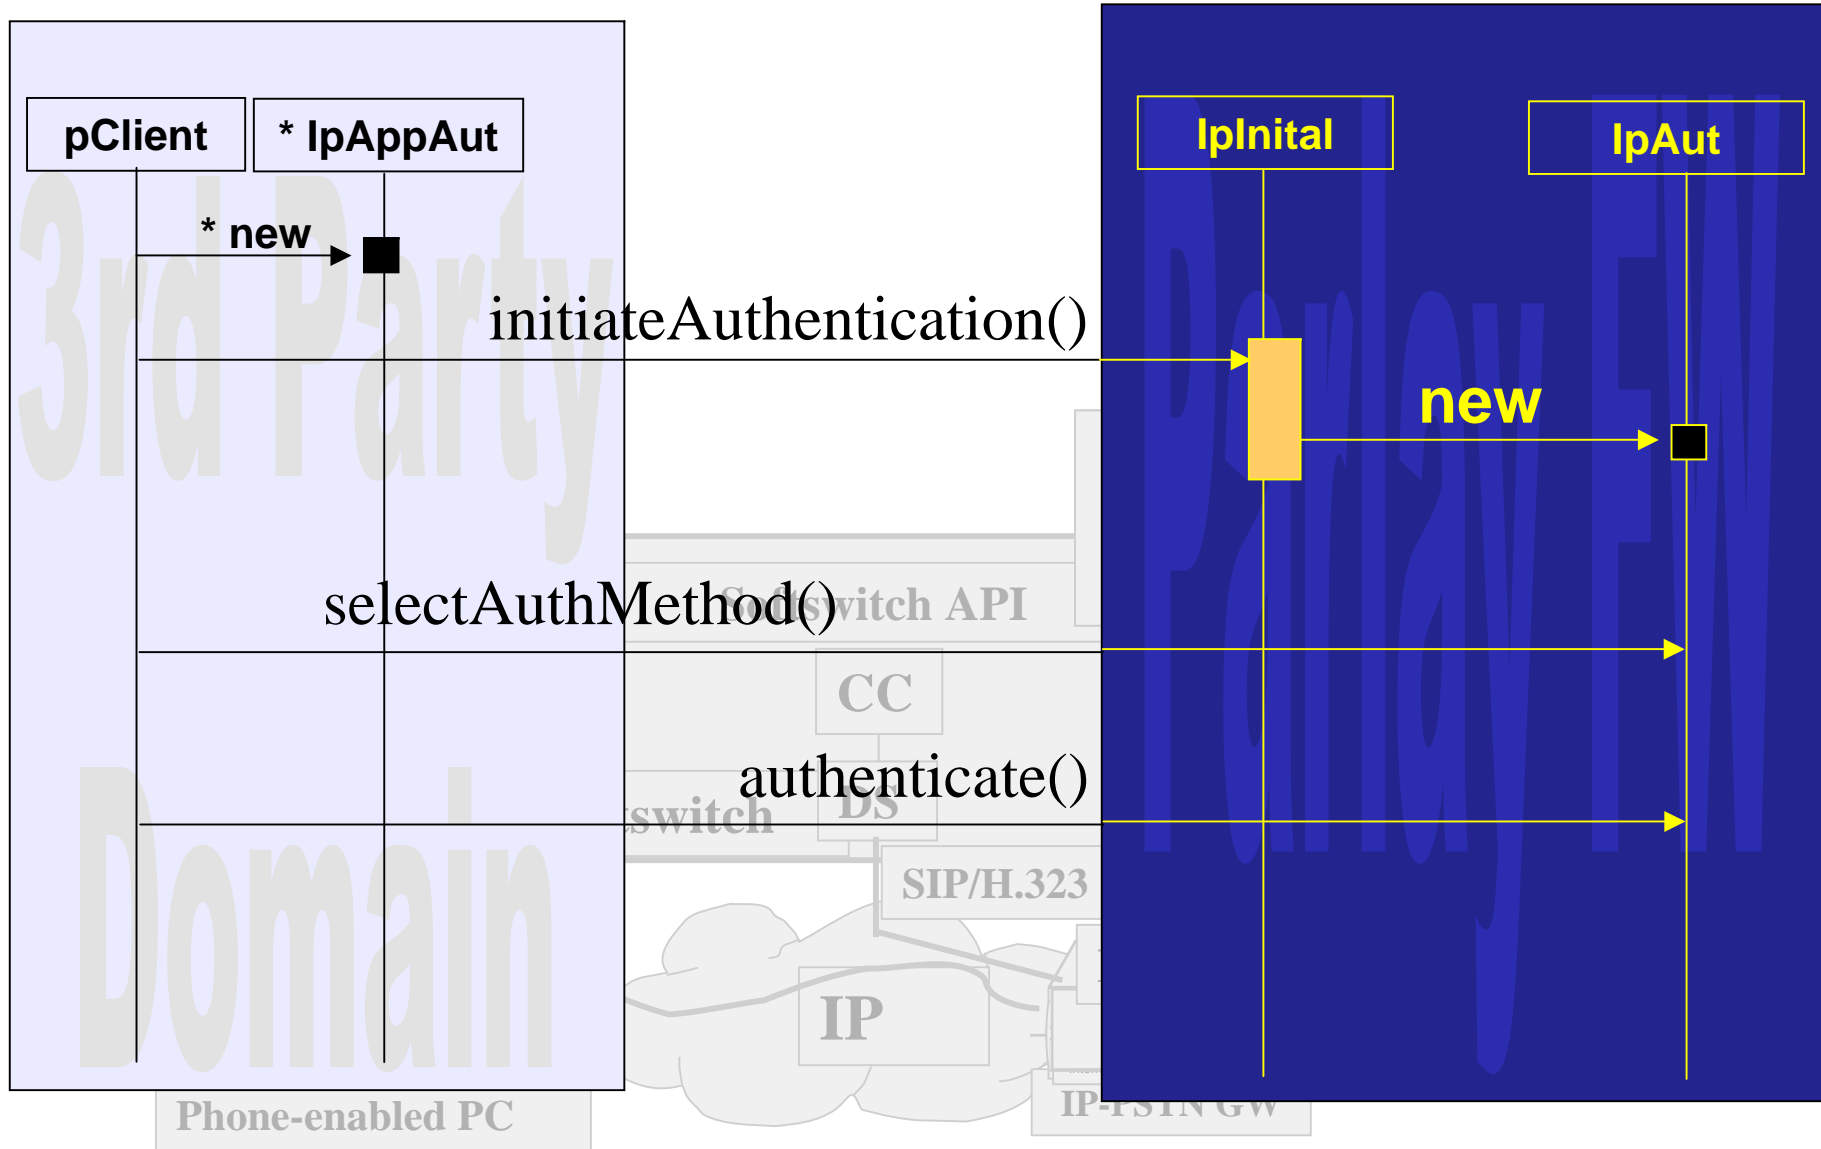 pClient
* IpAppAut
IpInital
IpAut
* new
3rd Party
Domain
Parlay FW
initiateAuthentication()
new
Softswitch API
selectAuthMethod()
CC
authenticate()
tswitch
DS
SIP/H.323
IP
Phone-enabled PC
IP-PSTN GW